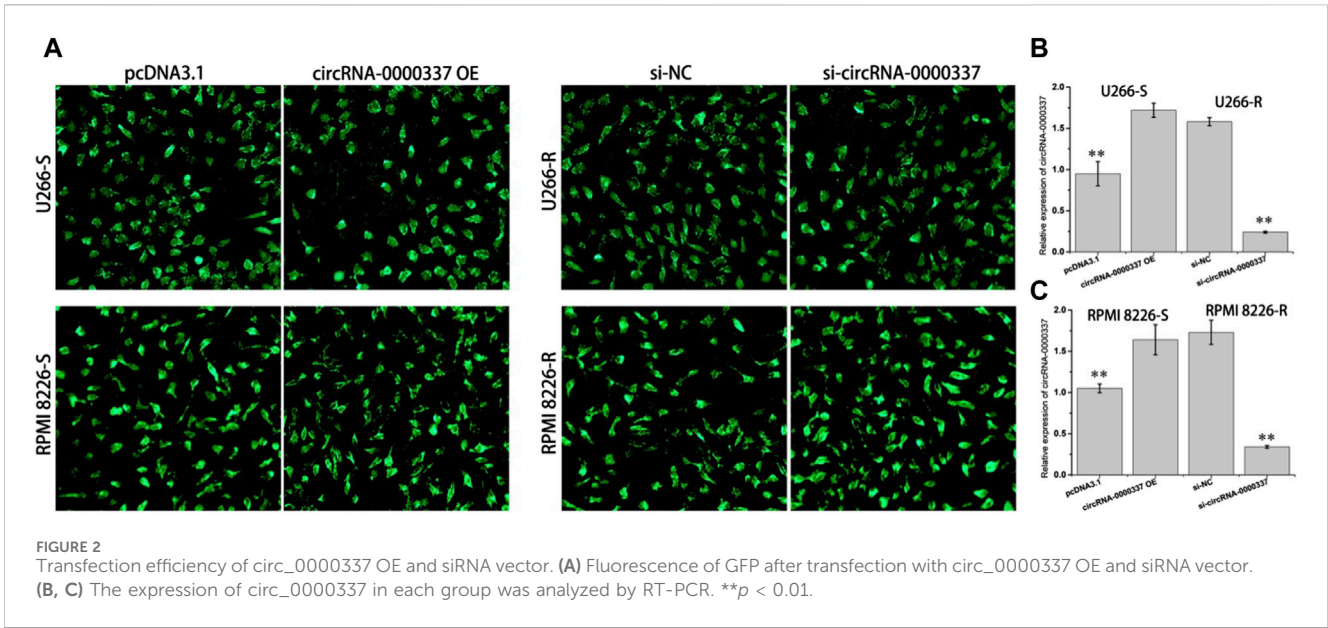 A
pcDNA3.1
circRNA-0000337 OE
si-NC
si-circRNA-0000337
U266-S
U266-R
RPMI 8226-S
RPMI 8226-R
B
Relative expression of circRNA-0000337
2.0
1.5
1.0
0.5
0.0
U266-S
U266-R
**
**
pcDNA3.1
circRNA-0000337 OE
si-NC
si-circRNA-0000337
C
Relative expression of circRNA-0000337
2.0
1.5
1.0
0.5
0.0
RPMI 8226-S
RPMI 8226-R
**
**
pcDNA3.1
circRNA-0000337 OE
si-NC
si-circRNA-0000337
FIGURE 2
Transfection efficiency of circ_0000337 OE and siRNA vector. (A) Fluorescence of GFP after transfection with circ_0000337 OE and siRNA vector.
(B, C) The expression of circ_0000337 in each group was analyzed by RT-PCR. **p < 0.01.